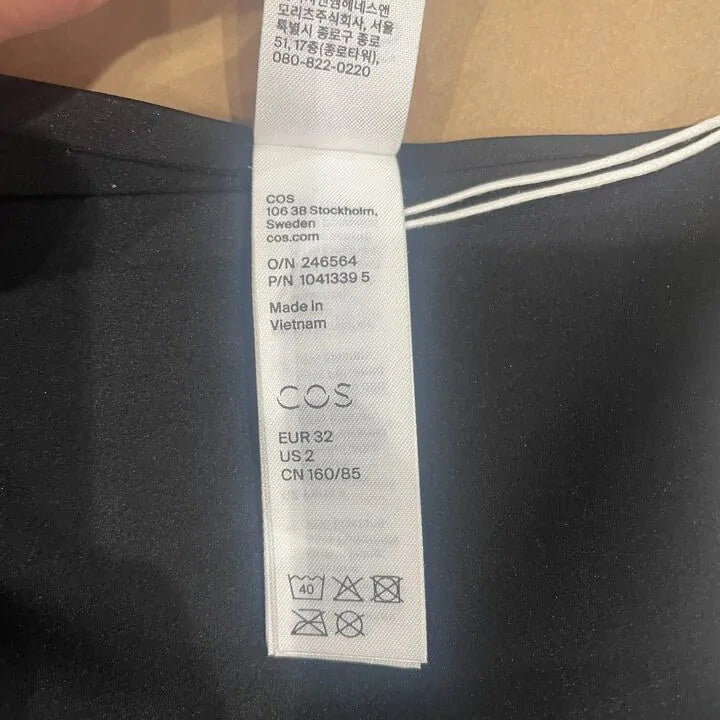 모리츠주식회사, 서울
특별시 종로구 종로
51, 17층(종로타워),
080-822-0220
COS
106 38 Stockholm,
Sweden
cos.com
O/N 246564
P/N 1041339 5
Made in
Vietnam
COS
EUR 32
US 2
CN 160/85
40